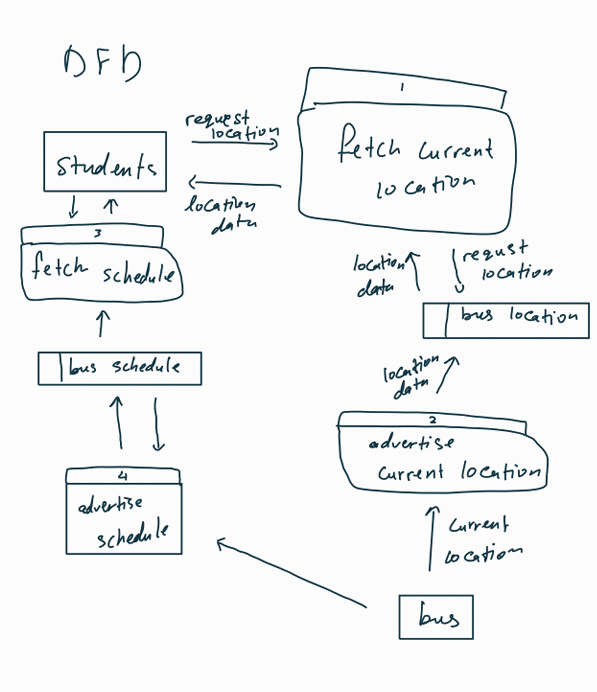 DFD
1
request
location
fetch current
location
students
location
data
3
fetch schedule
location
data
requst
location
bus location
bus schedule
location
data
2
advertise
current location
4
advertise
schedule
current
location
bus